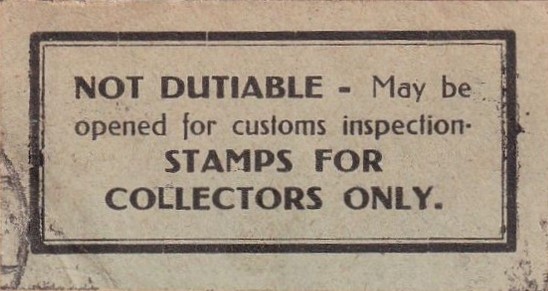 NOT DUTIABLE - May be
opened for customs inspection-
STAMPS FOR
COLLECTORS ONLY.